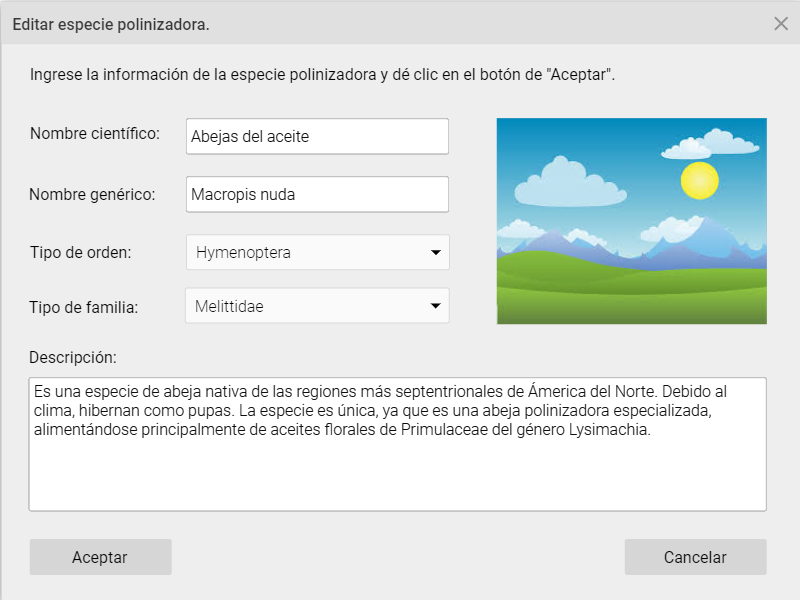 Editar especie polinizadora.
Ingrese la información de la especie polinizadora y dé clic en el botón de "Aceptar".
Nombre científico: Abejas del aceite
Nombre genérico: Macropis nuda
Tipo de orden: Hymenoptera
Tipo de familia: Melittidae
Descripción:
Es una especie de abeja nativa de las regiones más septentrionales de Ámerica del Norte. Debido al
clima, hibernan como pupas. La especie es única, ya que es una abeja polinizadora especializada,
alimentándose principalmente de aceites florales de Primulaceae del género Lysimachia.
Aceptar Cancelar